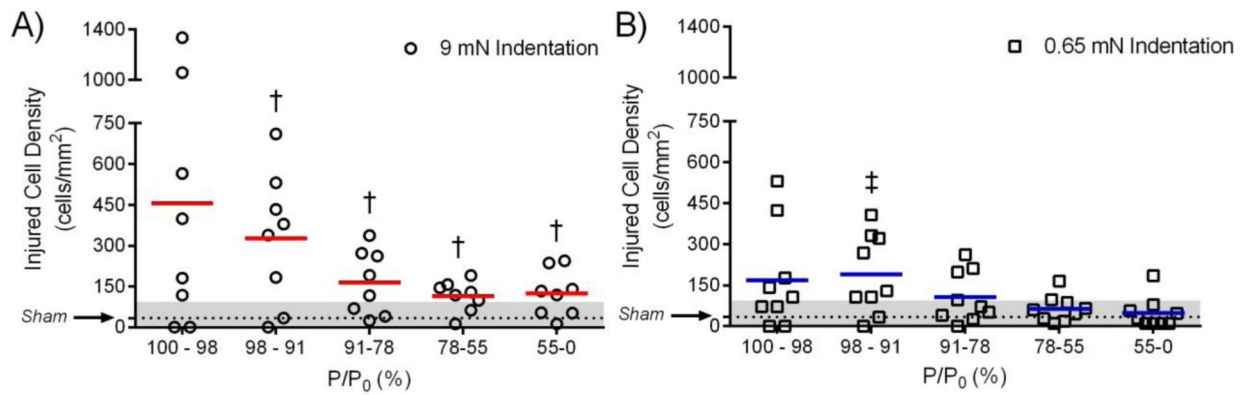 A)
1400
1000
750
600
450
300
150
0
Injured Cell Density
(cells/mm²)
Sham
9 mN Indentation
†
†
†
†
100 - 98
98 - 91
91-78
78-55
55-0
P/P₀ (%)
B)
1400
1000
750
600
450
300
150
0
Injured Cell Density
(cells/mm²)
Sham
0.65 mN Indentation
‡
100 - 98
98 - 91
91-78
78-55
55-0
P/P₀ (%)